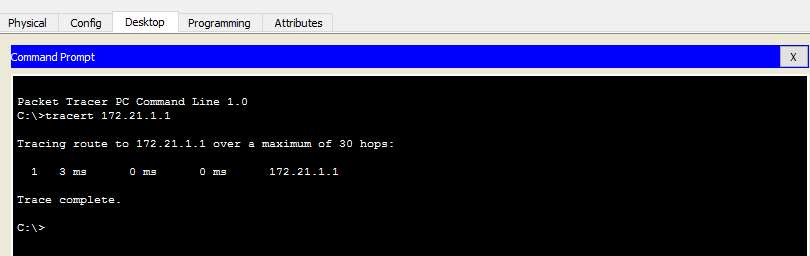 Physical Config Desktop Programming Attributes
Command Prompt X
Packet Tracer PC Command Line 1.0
C:\>tracert 172.21.1.1
Tracing route to 172.21.1.1 over a maximum of 30 hops:
1 3 ms 0 ms 0 ms 172.21.1.1
Trace complete.
C:\>